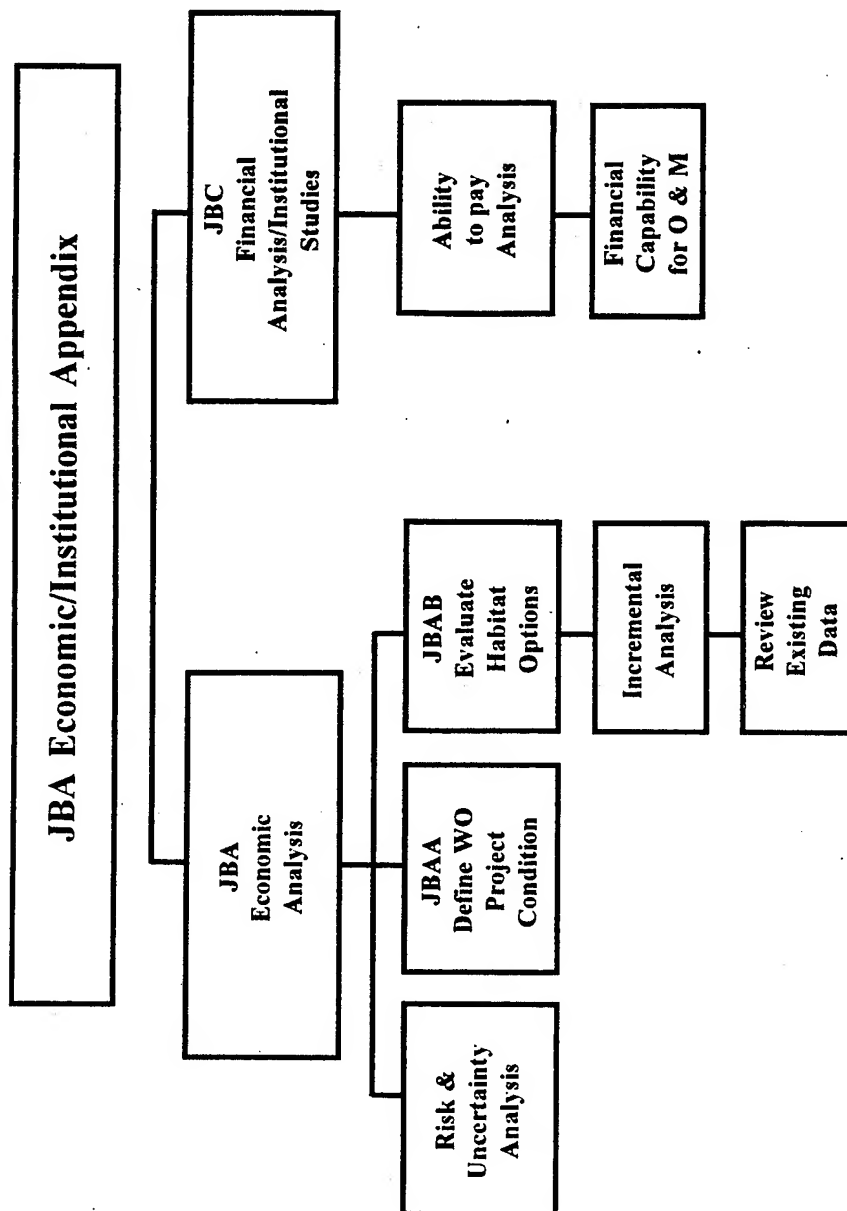 JBA Economic/Institutional Appendix
JBA
Economic
Analysis
JBC
Financial
Analysis/Institutional
Studies
Risk &
Uncertainty
Analysis
JBAA
Define WO
Project
Condition
JBAB
Evaluate
Habitat
Options
Ability
to pay
Analysis
Incremental
Analysis
Financial
Capability
for O & M
Review
Existing
Data